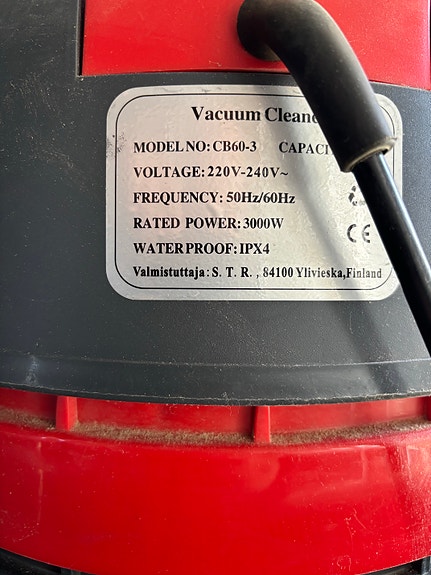 Vacuum Cleane
MODEL NO: CB60-3 CAPACI
VOLTAGE: 220V-240V~
FREQUENCY: 50Hz/60Hz
RATED POWER: 3000W
WATERPROOF: IPX4
CE
Valmistuttaja: S. T. R. , 84100 Ylivieska,Finland